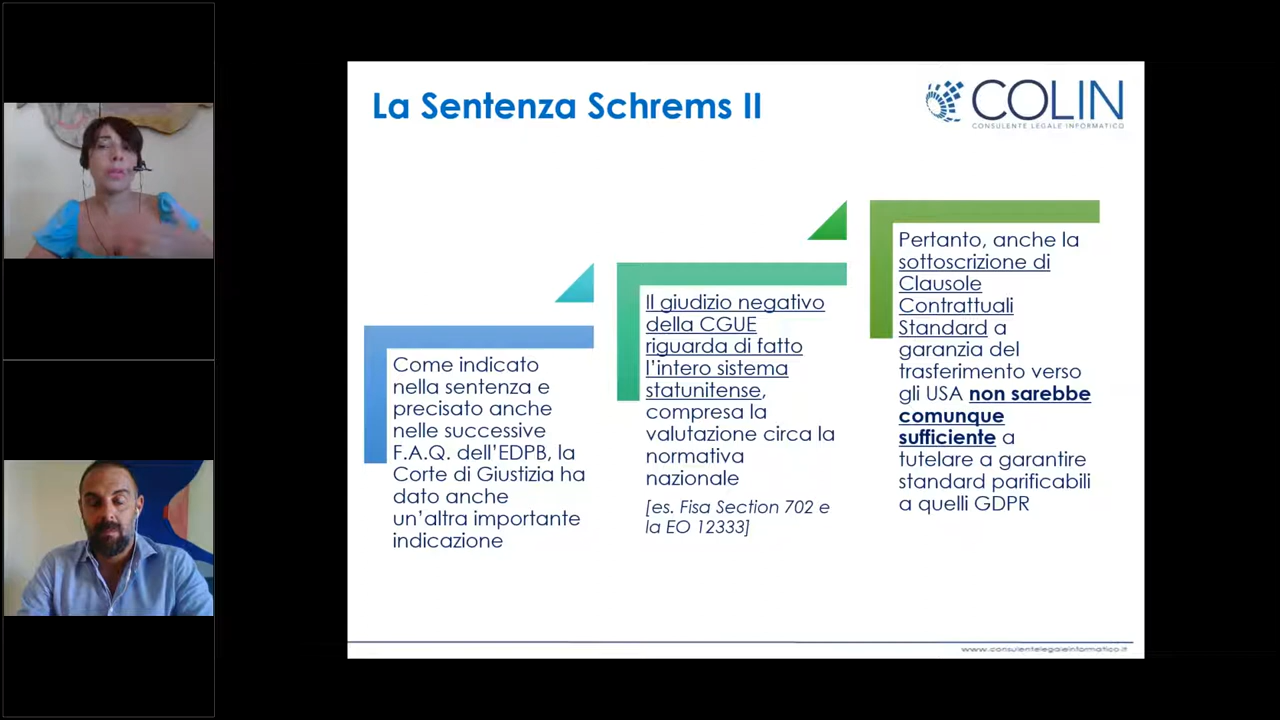 La Sentenza Schrems II
COLIN
CONSULENTE LEGALE INFORMATICO
Come indicato
nella sentenza e
precisato anche
nelle successive
F.A.Q. dell'EDPB, la
Corte di Giustizia ha
dato anche
un'altra importante
indicazione
Il giudizio negativo
della CGUE
riguarda di fatto
l'intero sistema
statunitense,
compresa la
valutazione circa la
normativa
nazionale
[es. Fisa Section 702 e
la EO 12333]
Pertanto, anche la
sottoscrizione di
Clausole
Contrattuali
Standard a
garanzia del
trasferimento verso
gli USA non sarebbe
comunque
sufficiente a
tutelare a garantire
standard parificabili
a quelli GDPR
www.consulentelegaleinformatico.it